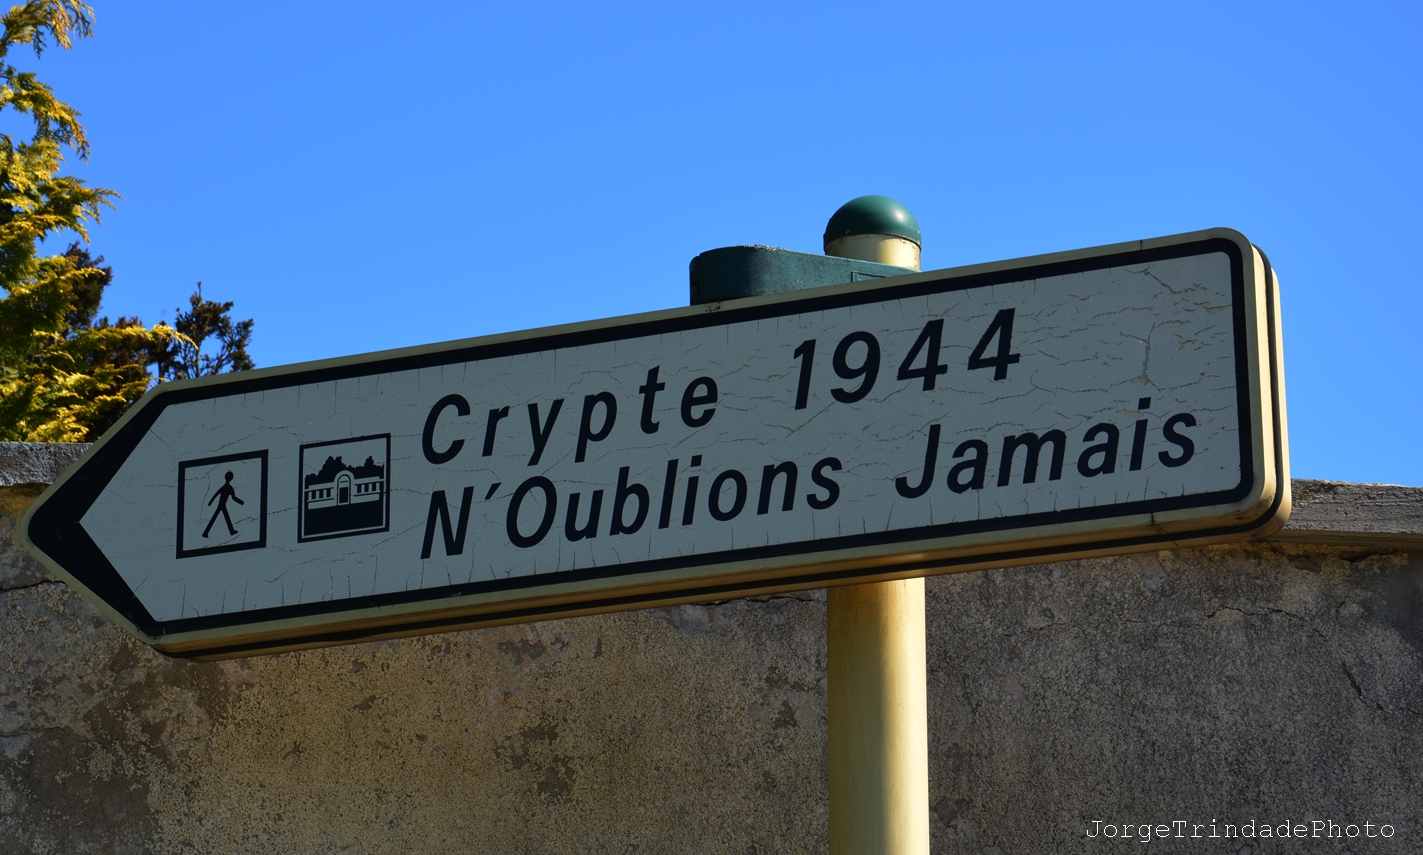 Crypte 1944
N´Oublions Jamais
JorgeTrindadePhoto